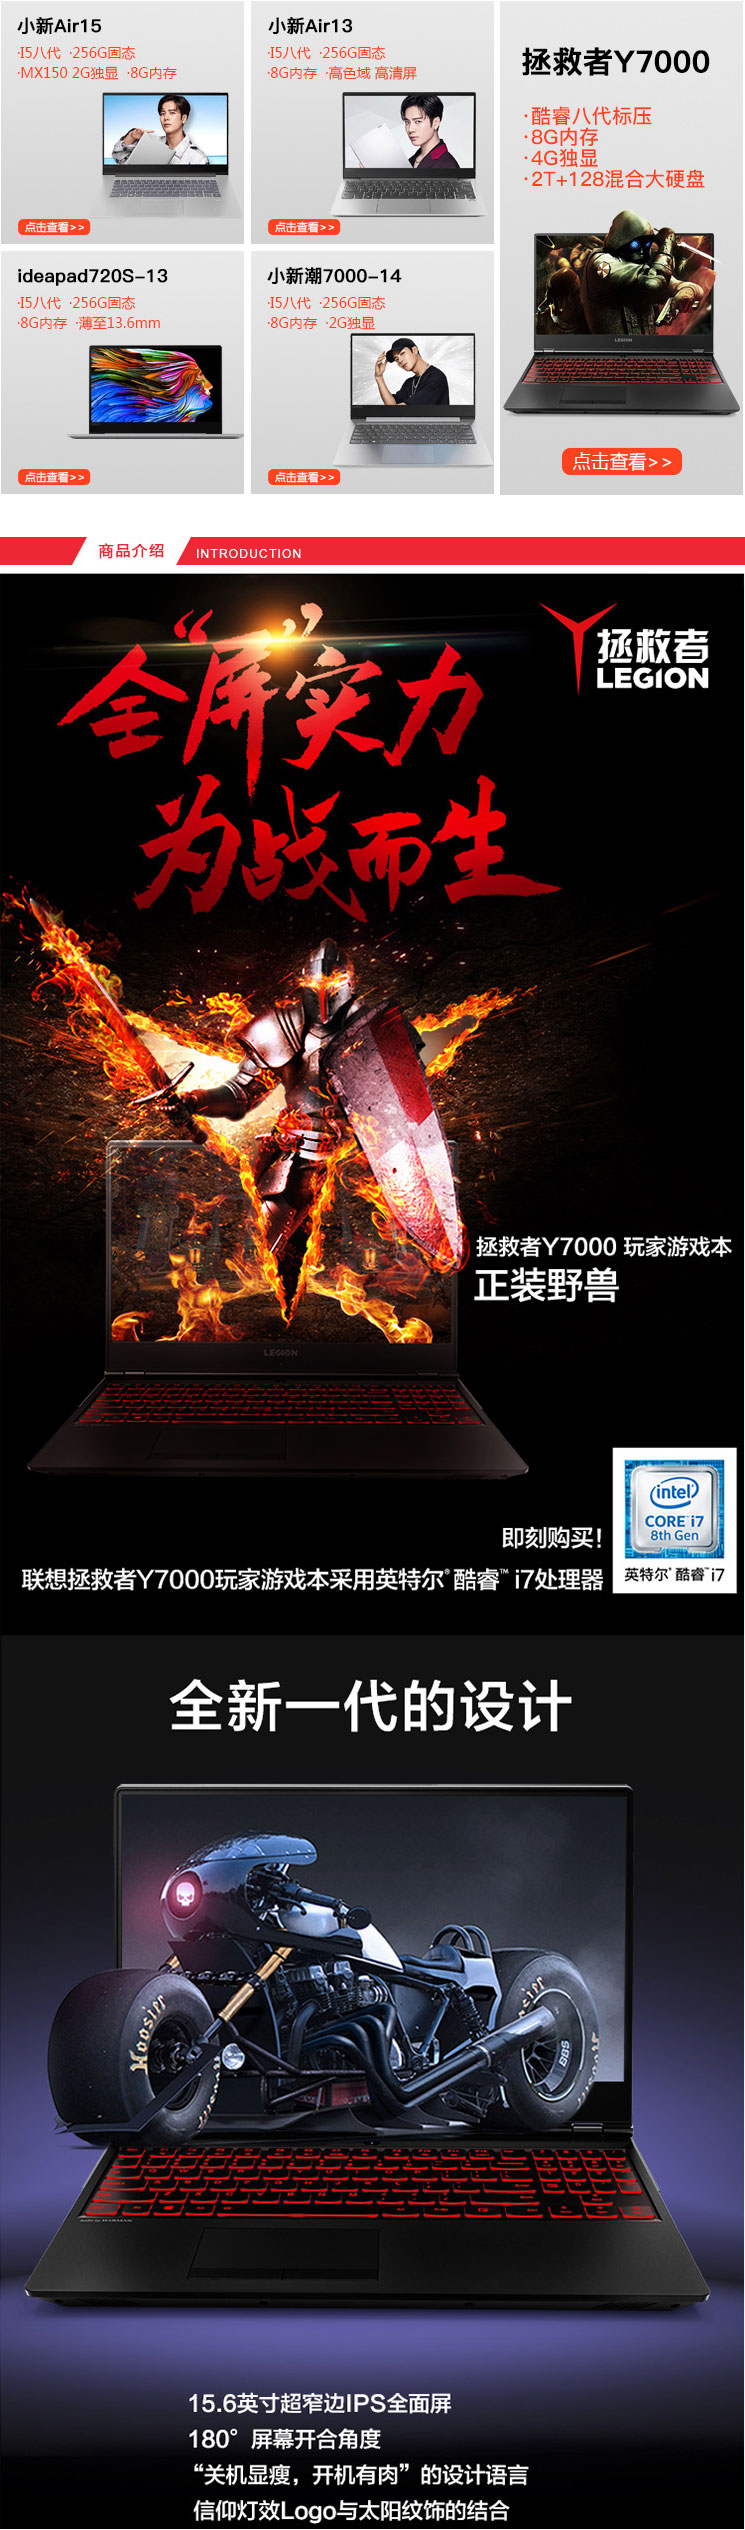 小新Air15
·I5八代 ·256G固态
·MX150 2G独显 ·8G内存
点击查看>>
小新Air13
·I5八代 ·256G固态
·8G内存 ·高色域 高清屏
点击查看>>
拯救者Y7000
·酷睿八代标压
·8G内存
·4G独显
·2T+128混合大硬盘
LEGION
点击查看>>
ideapad720S-13
·I5八代 ·256G固态
·8G内存 ·薄至13.6mm
点击查看>>
小新潮7000-14
·I5八代 ·256G固态
·8G内存 ·2G独显
点击查看>>
商品介绍 INTRODUCTION
拯救者
LEGION
全“屏”实力
为战而生
拯救者Y7000 玩家游戏本
正装野兽
LEGION
intel
CORE i7
8th Gen
英特尔® 酷睿™ i7
即刻购买!
联想拯救者Y7000玩家游戏本采用英特尔® 酷睿™ i7处理器
全新一代的设计
Hoosier
15.6英寸超窄边IPS全面屏
180° 屏幕开合角度
“关机显瘦，开机有肉”的设计语言
信仰灯效Logo与太阳纹饰的结合